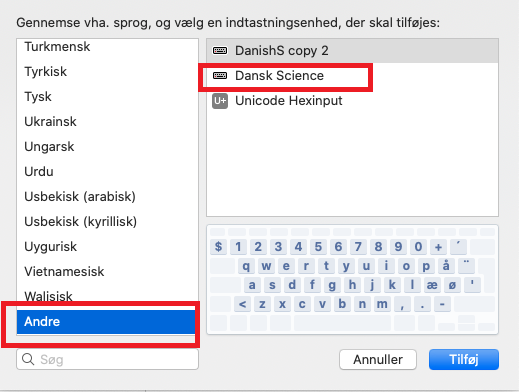 Gennemse vha. sprog, og vælg en indtastningsenhed, der skal tilføjes:
Turkmensk
Tyrkisk
Tysk
Ukrainsk
Ungarsk
Urdu
Usbekisk (arabisk)
Usbekisk (kyrillisk)
Uygurisk
Vietnamesisk
Walisisk
Andre
Søg
DanishS copy 2
Dansk Science
U+ Unicode Hexinput
$ 1 2 3 4 5 6 7 8 9 0 + ´
q w e r t y u i o p å ¨
a s d f g h j k l æ ø '
< z x c v b n m , . -
Annuller
Tilføj